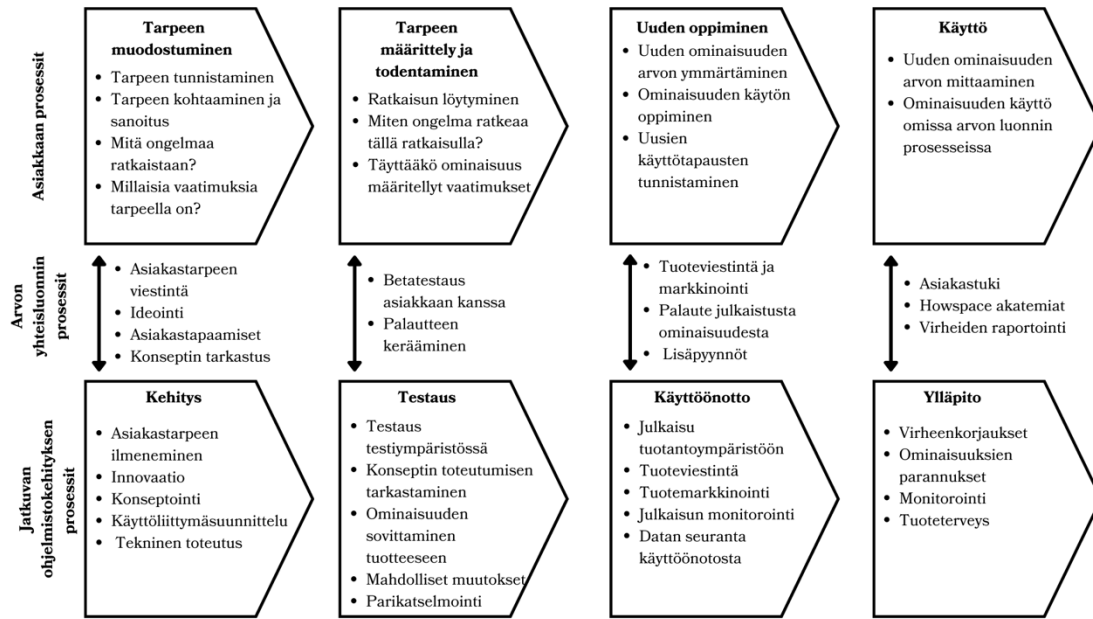 Asiakkaan prosessit
Tarpeen
muodostuminen
• Tarpeen tunnistaminen
• Tarpeen kohtaaminen ja
sanoitus
• Mitä ongelmaa
ratkaistaan?
• Millaisia vaatimuksia
tarpeella on?
Tarpeen
määrittely ja
todentaminen
• Ratkaisun löytyminen
• Miten ongelma ratkeaa
tällä ratkaisulla?
• Täyttääkö ominaisuus
määritellyt vaatimukset
Uuden oppiminen
• Uuden ominaisuuden
arvon ymmärtäminen
• Ominaisuuden käytön
oppiminen
• Uusien
käyttötapausten
tunnistaminen
Käyttö
• Uuden ominaisuuden
arvon mittaaminen
• Ominaisuuden käyttö
omissa arvon luonnin
prosesseissa
Arvon
yhteisluonnin
prosessit
• Asiakastarpeen
viestintä
• Ideointi
• Asiakastapaamiset
• Konseptin tarkastus
• Betatestaus
asiakkaan kanssa
• Palautteen
kerääminen
• Tuoteviestintä ja
markkinointi
• Palaute julkaistusta
ominaisuudesta
• Lisäpyynnöt
• Asiakastuki
• Howspace akatemiat
• Virheiden raportointi
Jatkuvan
ohjelmistokehityksen
prosessit
Kehitys
• Asiakastarpeen
ilmeneminen
• Innovaatio
• Konseptointi
• Käyttöliittymäsuunnittelu
• Tekninen toteutus
Testaus
• Testaus
testiympäristössä
• Konseptin toteutumisen
tarkastaminen
• Ominaisuuden
sovittaminen
tuotteeseen
• Mahdolliset muutokset
• Parikatselmointi
Käyttöönotto
• Julkaisu
tuotantoympäristöön
• Tuoteviestintä
• Tuotemarkkinointi
• Julkaisun monitorointi
• Datan seuranta
käyttöönotosta
Ylläpito
• Virheenkorjaukset
• Ominaisuuksien
parannukset
• Monitorointi
• Tuoteterveys